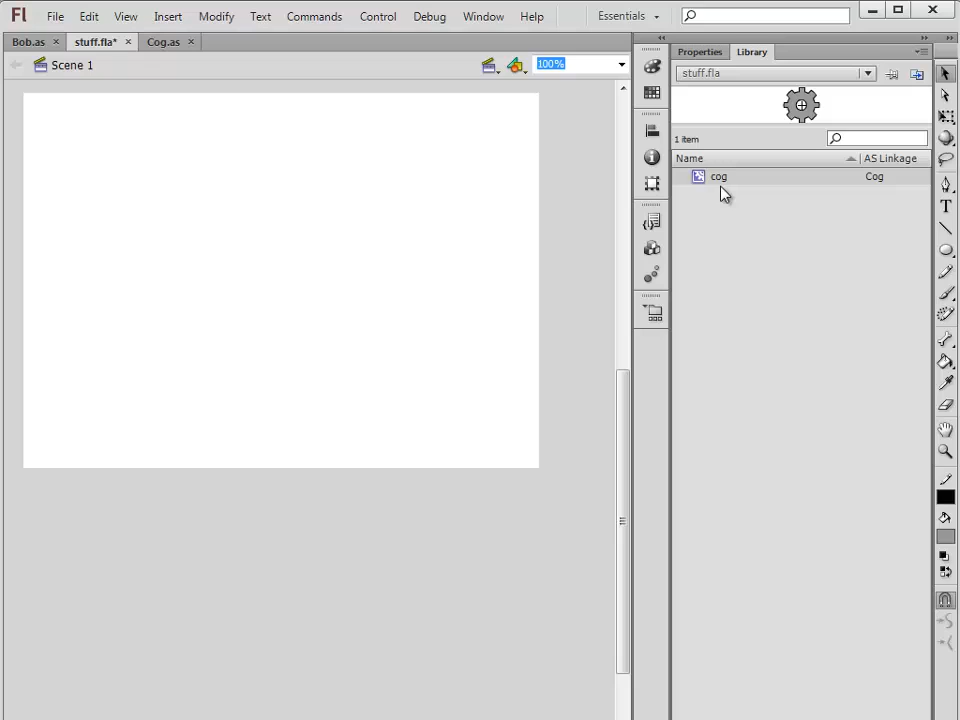 Fl File Edit View Insert Modify Text Commands Control Debug Window Help Essentials
Bob.as × stuff.fla* × Cog.as ×
Scene 1 100%
Properties Library
stuff.fla
1 item
Name AS Linkage
cog Cog
T